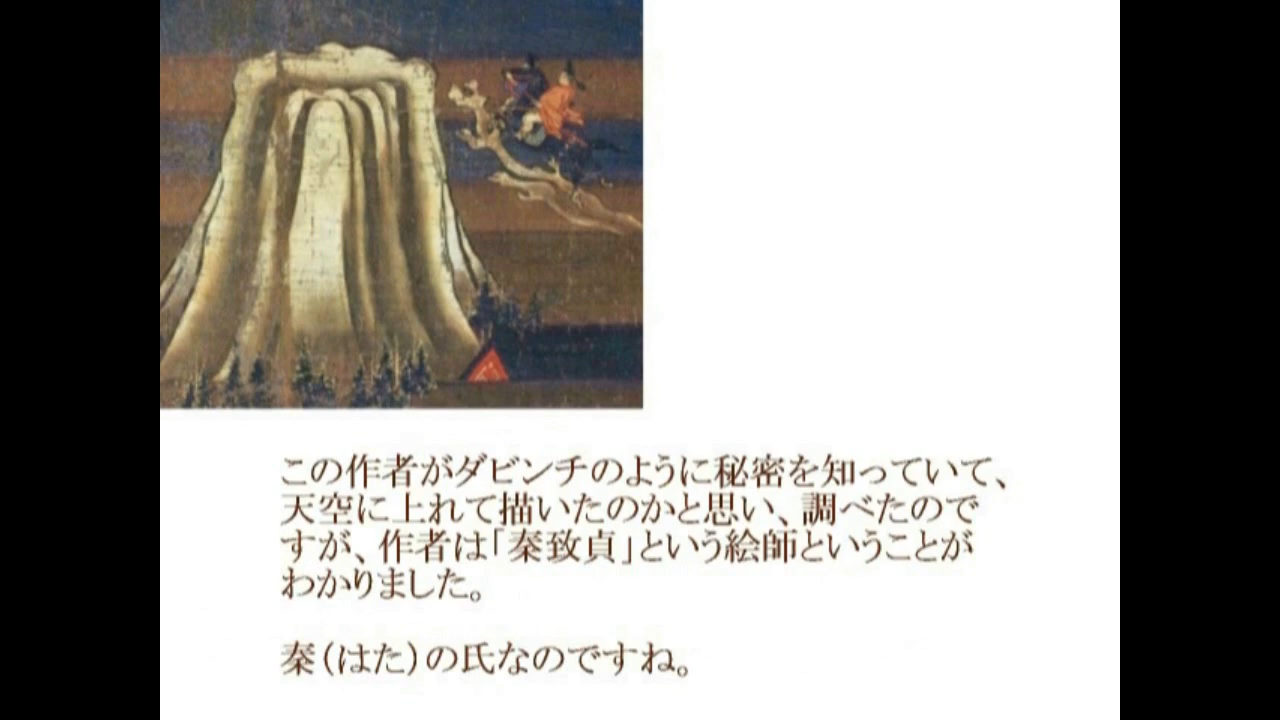 この作者がダビンチのように秘密を知っていて、
天空に上れて描いたのかと思い、調べたので
すが、作者は「秦致貞」という絵師ということが
わかりました。
秦(はた)の氏なのですね。